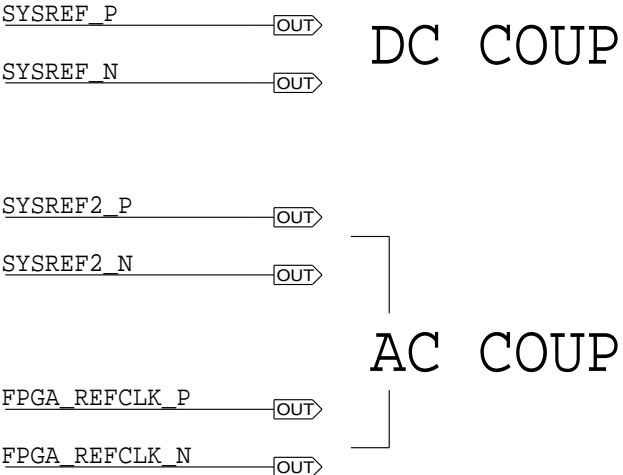 SYSREF_P
OUT
DC COUP
SYSREF_N
OUT
SYSREF2_P
OUT
SYSREF2_N
OUT
AC COUP
FPGA_REFCLK_P
OUT
FPGA_REFCLK_N
OUT